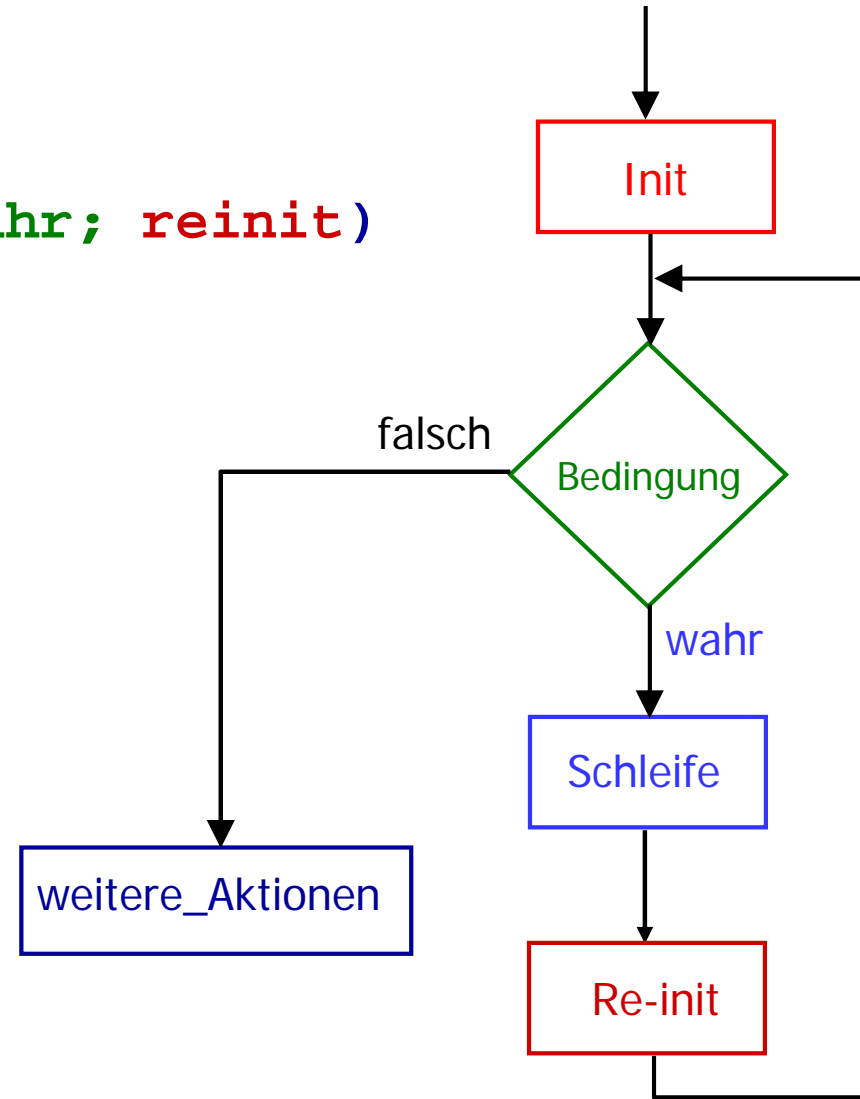 Init
hr; reinit)
falsch
Bedingung
wahr
Schleife
weitere_Aktionen
Re-init